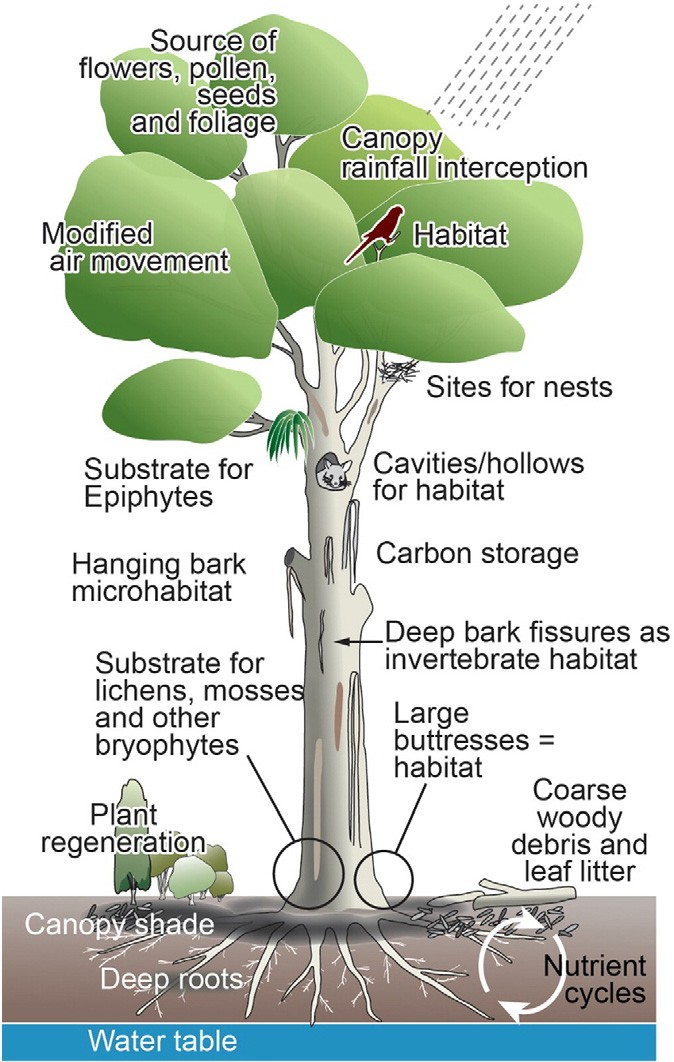 Source of
flowers, pollen,
seeds
and foliage
Canopy
rainfall interception
Modified
air movement
Habitat
Sites for nests
Substrate for
Epiphytes
Cavities/hollows
for habitat
Hanging bark
microhabitat
Carbon storage
Deep bark fissures as
invertebrate habitat
Substrate for
lichens, mosses
and other
bryophytes
Large
buttresses =
habitat
Plant
regeneration
Coarse
woody
debris and
leaf litter
Canopy shade
Deep roots
Nutrient
cycles
Water table